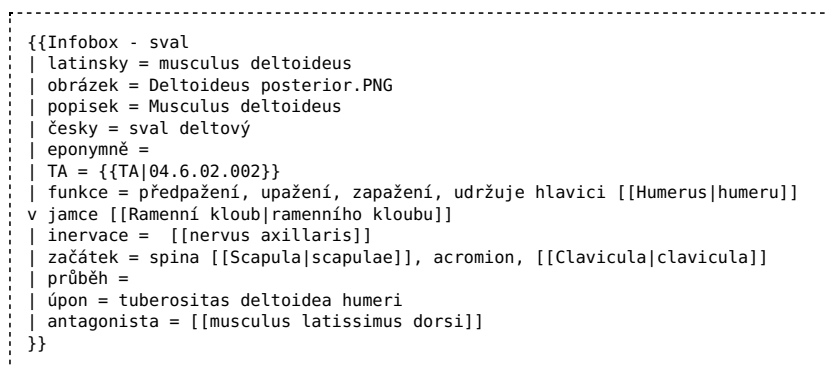 {{Infobox - sval
| latinsky = musculus deltoideus
| obrázek = Deltoideus posterior.PNG
| popisek = Musculus deltoideus
| česky = sval deltový
| eponymně =
| TA = {{TA|04.6.02.002}}
| funkce = předpažení, upažení, zapažení, udržuje hlavici [[Humerus|humeru]]
v jamce [[Ramenní kloub|ramenního kloubu]]
| inervace =  [[nervus axillaris]]
| začátek = spina [[Scapula|scapulae]], acromion, [[Clavicula|clavicula]]
| průběh =
| úpon = tuberositas deltoidea humeri
| antagonista = [[musculus latissimus dorsi]]
}}